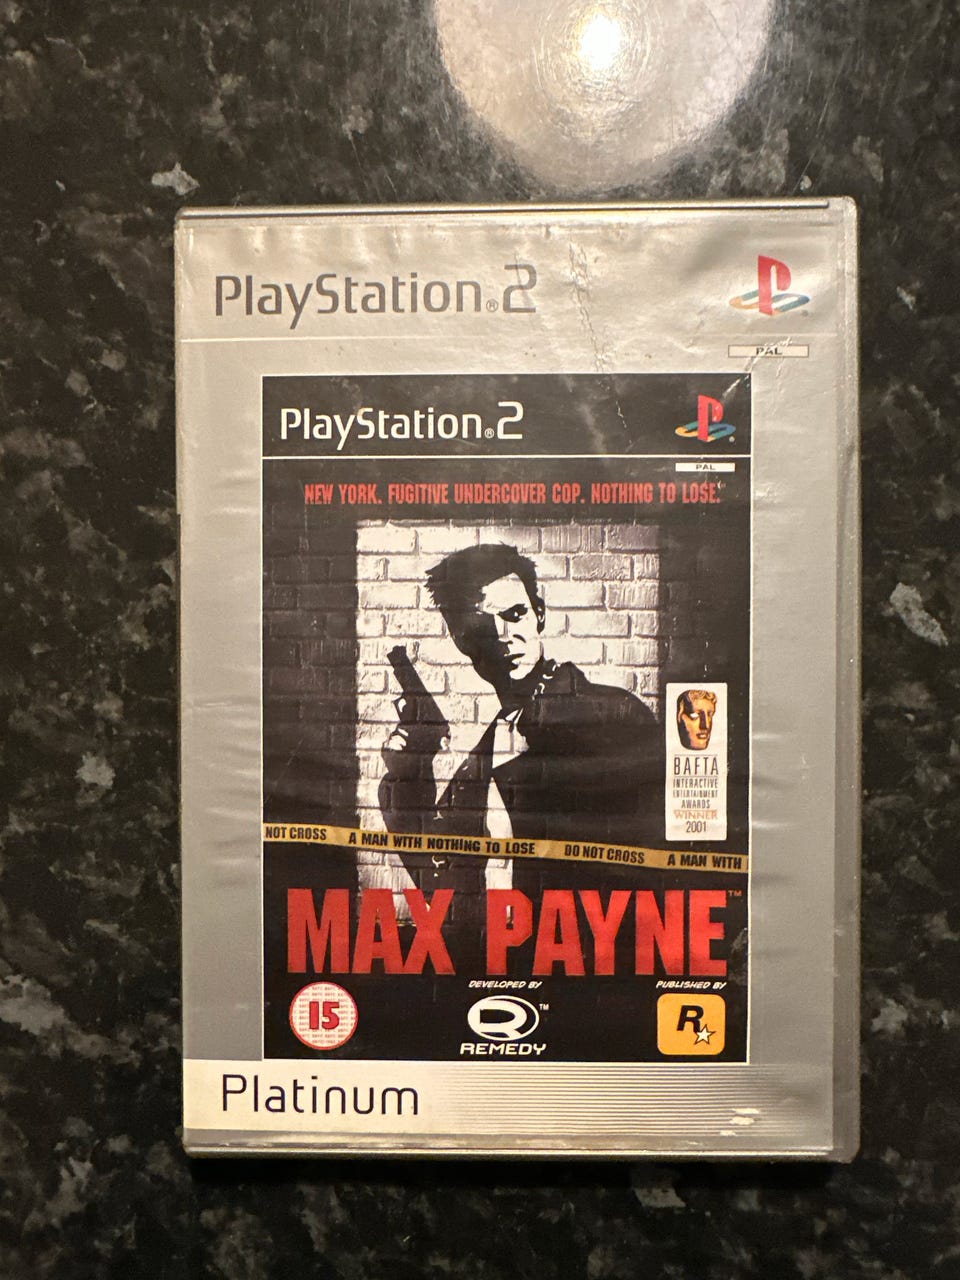 PlayStation®2
PAL
PlayStation®2
PAL
NEW YORK. FUGITIVE UNDERCOVER COP. NOTHING TO LOSE.
BAFTA
INTERACTIVE
ENTERTAINMENT
AWARDS
WINNER
2001
NOT CROSS A MAN WITH NOTHING TO LOSE DO NOT CROSS A MAN WITH
MAX PAYNE™
15
DEVELOPED BY
REMEDY™
PUBLISHED BY
R
Platinum